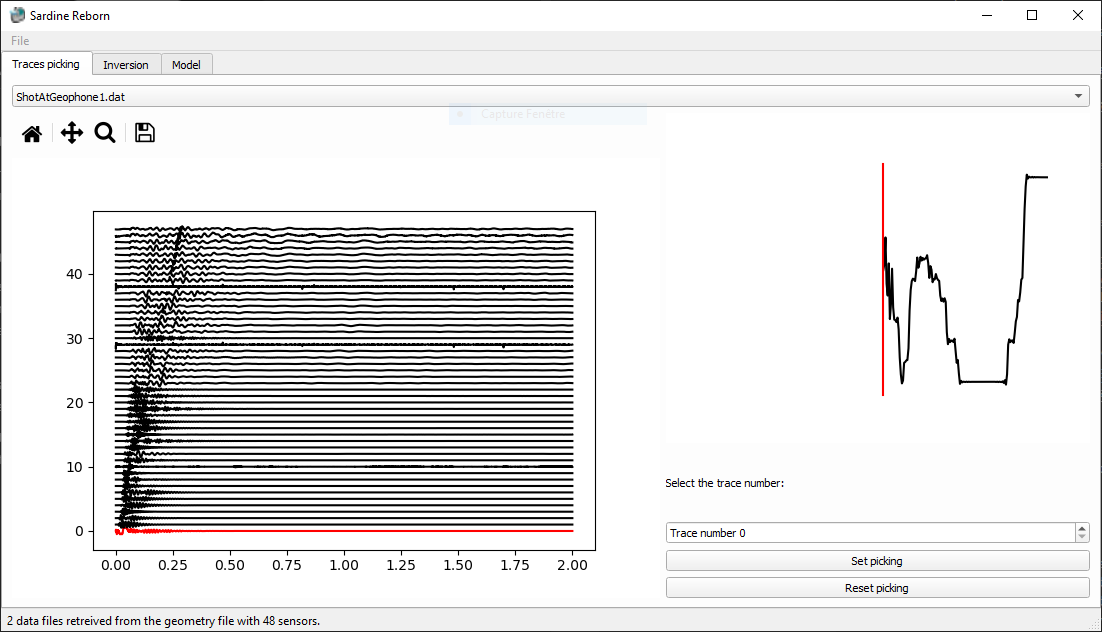 Sardine Reborn
File
Traces picking
Inversion
Model
ShotAtGeophone1.dat
Capture Fenêtre
40
30
20
10
0
0.00 0.25 0.50 0.75 1.00 1.25 1.50 1.75 2.00
Select the trace number:
Trace number 0
Set picking
Reset picking
2 data files retreived from the geometry file with 48 sensors.